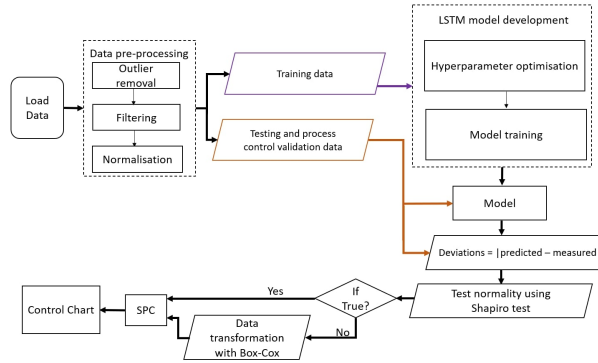 LSTM model development
Data pre-processing
Outlier
removal
Filtering
Normalisation
Load
Data
Training data
Testing and process
control validation data
Hyperparameter optimisation
Model training
Model
Deviations = |predicted – measured
Test normality using
Shapiro test
If
True?
Yes
No
Data
transformation
with Box-Cox
SPC
Control Chart